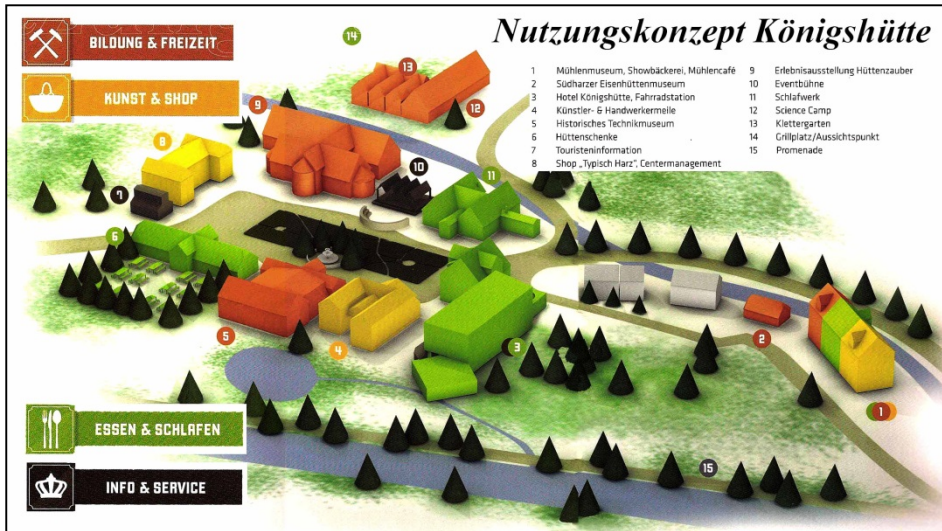 Nutzungskonzept Königshütte
BILDUNG & FREIZEIT
KUNST & SHOP
1 Mühlenmuseum, Showbäckerei, Mühlencafé
2 Südharzer Eisenhüttenmuseum
3 Hotel Königshütte, Fahrradstation
4 Künstler- & Handwerkermeile
5 Historisches Technikmuseum
6 Hüttenschenke
7 Touristeninformation
8 Shop „Typisch Harz", Centermanagement
9 Erlebnisausstellung Hüttenzauber
10 Eventbühne
11 Schlafwerk
12 Science Camp
13 Klettergarten
14 Grillplatz/Aussichtspunkt
15 Promenade
14
13
12
9
8
10
11
7
6
5
4
3
2
1
15
ESSEN & SCHLAFEN
INFO & SERVICE